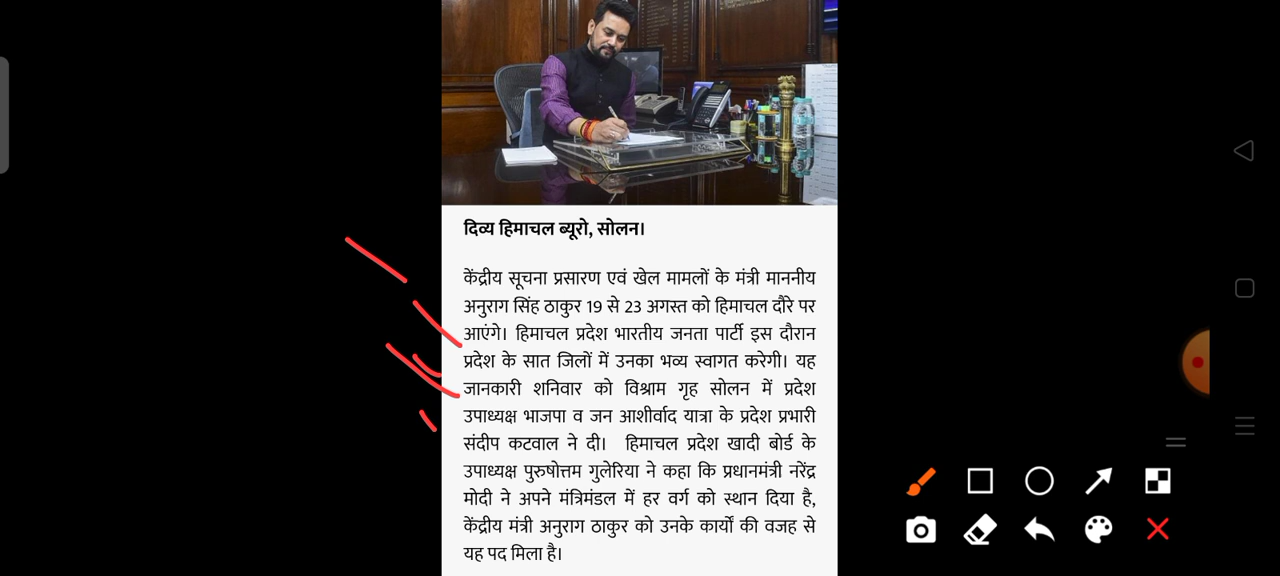 दिव्य हिमाचल ब्यूरो, सोलन।
केंद्रीय सूचना प्रसारण एवं खेल मामलों के मंत्री माननीय
अनुराग सिंह ठाकुर 19 से 23 अगस्त को हिमाचल दौरे पर
आएंगे। हिमाचल प्रदेश भारतीय जनता पार्टी इस दौरान
प्रदेश के सात जिलों में उनका भव्य स्वागत करेगी। यह
जानकारी शनिवार को विश्राम गृह सोलन में प्रदेश
उपाध्यक्ष भाजपा व जन आशीर्वाद यात्रा के प्रदेश प्रभारी
संदीप कटवाल ने दी। हिमाचल प्रदेश खादी बोर्ड के
उपाध्यक्ष पुरुषोत्तम गुलेरिया ने कहा कि प्रधानमंत्री नरेंद्र
मोदी ने अपने मंत्रिमंडल में हर वर्ग को स्थान दिया है,
केंद्रीय मंत्री अनुराग ठाकुर को उनके कार्यों की वजह से
यह पद मिला है।